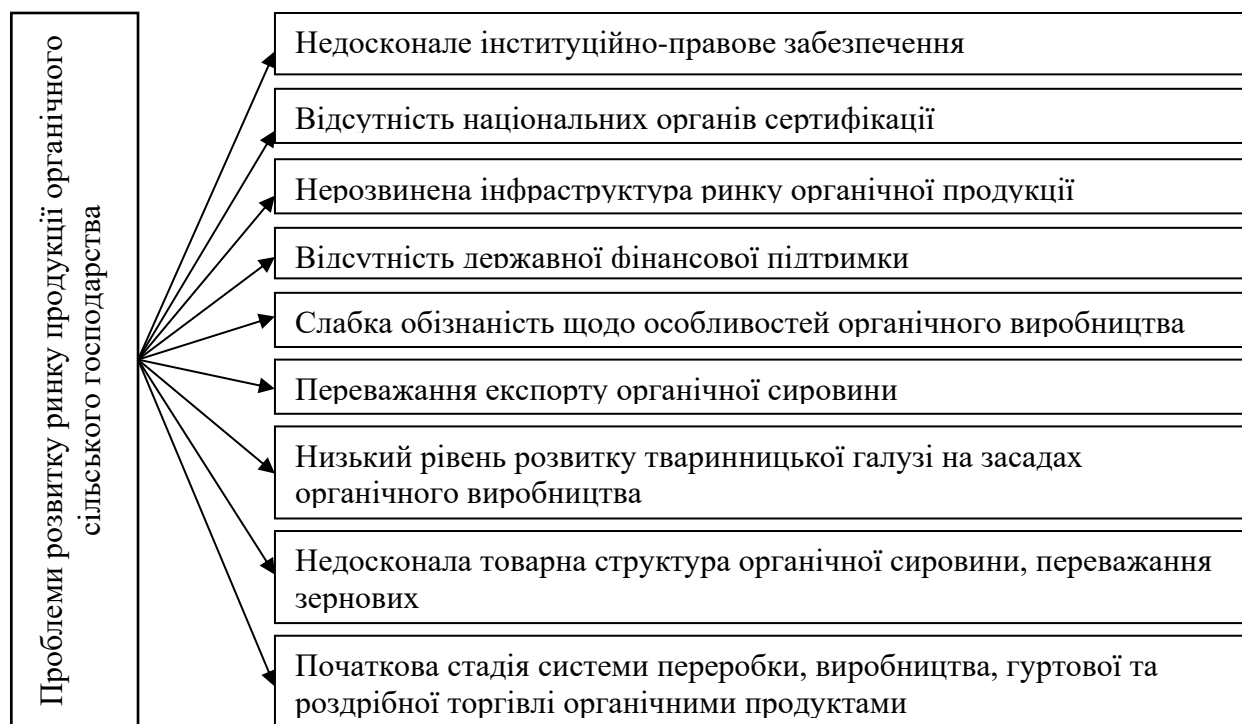 Проблеми розвитку ринку продукції органічного
сільського господарства
Недосконале інституційно-правове забезпечення
Відсутність національних органів сертифікації
Нерозвинена інфраструктура ринку органічної продукції
Відсутність державної фінансової підтримки
Слабка обізнаність щодо особливостей органічного виробництва
Переважання експорту органічної сировини
Низький рівень розвитку тваринницької галузі на засадах
органічного виробництва
Недосконала товарна структура органічної сировини, переважання
зернових
Початкова стадія системи переробки, виробництва, гуртової та
роздрібної торгівлі органічними продуктами